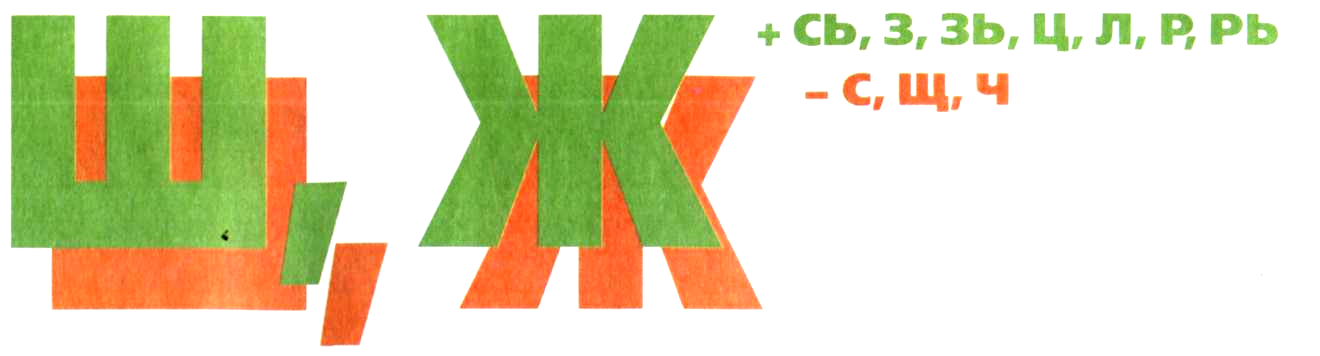 Ш, Ж
+ СЬ, З, ЗЬ, Ц, Л, Р, РЬ
– С, Щ, Ч